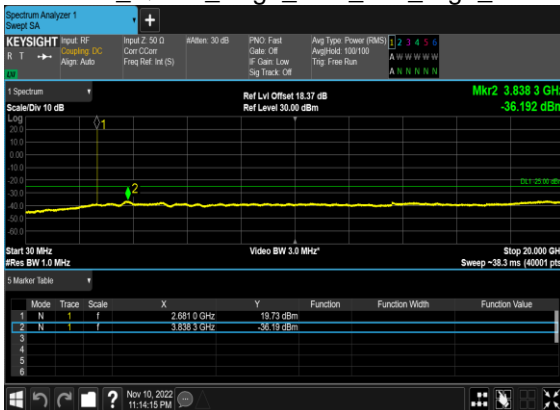 Spectrum Analyzer 1
Swept SA
+
KEYSIGHT Input: RF Input Z: 50 Ω #Atten: 30 dB PNO: Fast Avg Type: Power (RMS) 1 2 3 4 5 6
R T Coupling: DC Corr CCorr Gate: Off Avg|Hold: 100/100 A W W W W W
Align: Auto Freq Ref: Int (S) IF Gain: Low Trig: Free Run
Sig Track: Off A N N N N N
1 Spectrum Ref Lvl Offset 18.37 dB Mkr2 3.838 3 GHz
Scale/Div 10 dB Ref Level 30.00 dBm -36.192 dBm
Log
20.0
10.0
0.00
-10.0
-20.0
-30.0
-40.0
-50.0
-60.0
1
2
Start 30 MHz Video BW 3.0 MHz* Stop 20.000 GH
#Res BW 1.0 MHz Sweep ~38.3 ms (40001 pts
5 Marker Table
Mode Trace Scale X Y Function Function Width Function Value
1 N 1 f 2.681 0 GHz 19.73 dBm
2 N 1 f 3.838 3 GHz -36.19 dBm
3
4
5
6
? Nov 10, 2022
11:14:15 PM